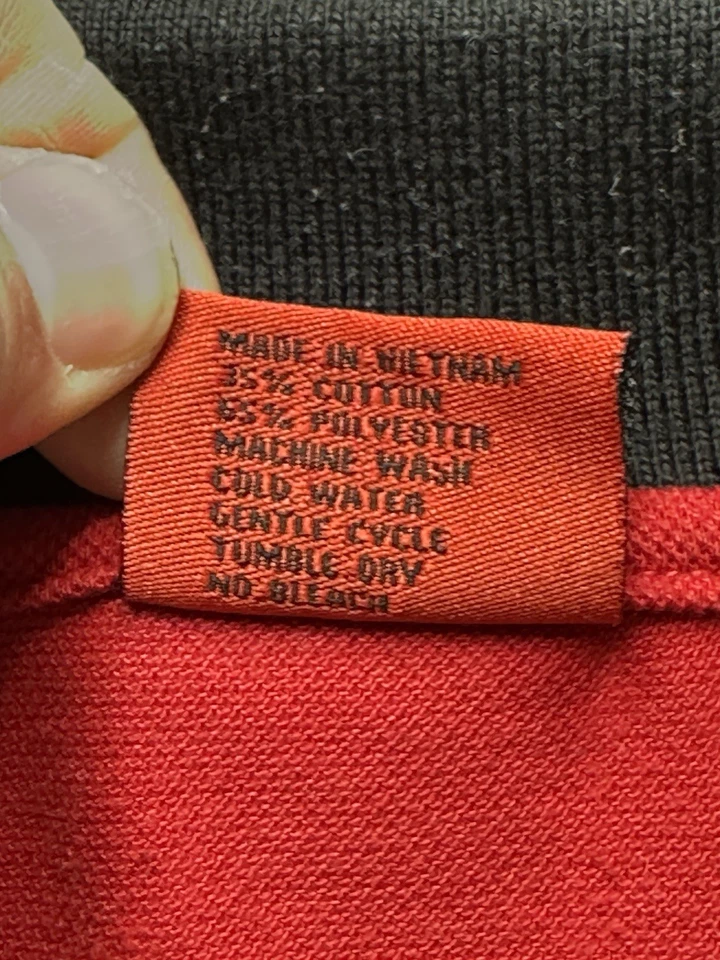 MADE IN VIETNAM
35% COTTON
65% POLYESTER
MACHINE WASH
COLD WATER
GENTLE CYCLE
TUMBLE DRY
NO BLEACH